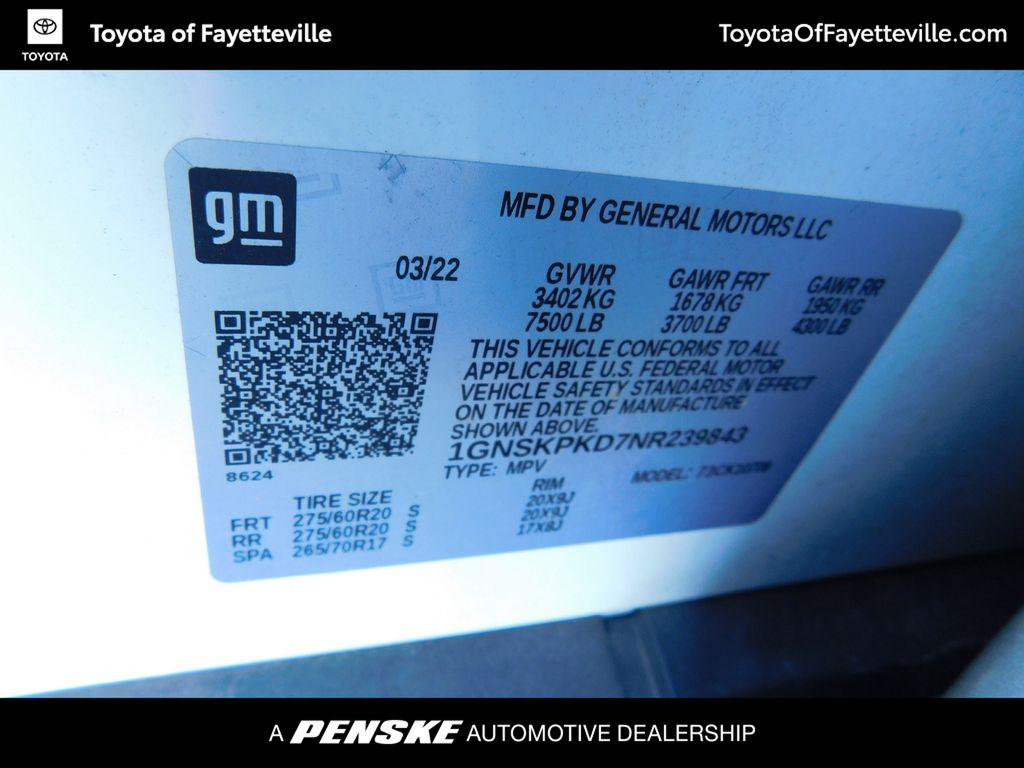 TOYOTA
Toyota of Fayetteville
ToyotaOfFayetteville.com
gm
MFD BY GENERAL MOTORS LLC
03/22
GVWR GAWR FRT GAWR RR
3402 KG 1678 KG 1950 KG
7500 LB 3700 LB 4300 LB
THIS VEHICLE CONFORMS TO ALL
APPLICABLE U.S. FEDERAL MOTOR
VEHICLE SAFETY STANDARDS IN EFFECT
ON THE DATE OF MANUFACTURE
SHOWN ABOVE.
1GNSKPKD7NR239843
8624
TYPE: MPV MODEL:
TIRE SIZE RIM
FRT 275/60R20 S 20X9J
RR 275/60R20 S 20X9J
SPA 265/70R17 S 17X8J
A PENSKE AUTOMOTIVE DEALERSHIP